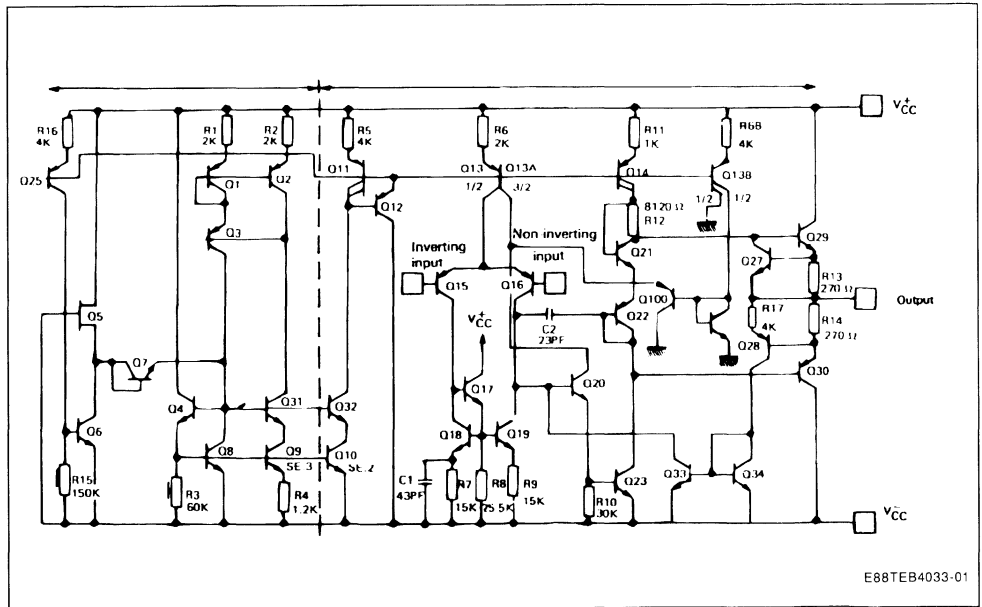 V+CC
R16
4K
R1
2K
R2
2K
R5
4K
R6
2K
R11
1K
R6B
4K
Q25
Q1
Q2
Q11
Q12
Q13
1/2
Q13A
3/2
Q14
Q13B
1/2
1/2
8120 Ω
R12
Q3
Q21
Q27
Q29
R13
270 Ω
Inverting
input
Non inverting
input
Q15
Q16
Q100
Q22
Output
R17
4K
R14
270 Ω
Q28
Q30
Q5
Q7
V+CC
C2
23PF
Q17
Q20
Q4
Q31
Q32
Q6
Q8
Q9
SE.3
Q10
SE.2
Q18
Q19
Q33
Q34
Q23
R15
150K
R3
60K
R4
1.2K
C1
43PF
R7
15K
R8
75 5K
R9
15K
R10
30K
V-CC
E88TEB4033-01